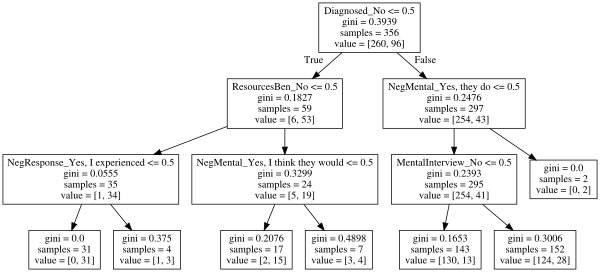 Diagnosed_No <= 0.5
gini = 0.3939
samples = 356
value = [260, 96]
True
False
ResourcesBen_No <= 0.5
gini = 0.1827
samples = 59
value = [6, 53]
NegMental_Yes, they do <= 0.5
gini = 0.2476
samples = 297
value = [254, 43]
NegResponse_Yes, I experienced <= 0.5
gini = 0.0555
samples = 35
value = [1, 34]
NegMental_Yes, I think they would <= 0.5
gini = 0.3299
samples = 24
value = [5, 19]
MentalInterview_No <= 0.5
gini = 0.2393
samples = 295
value = [254, 41]
gini = 0.0
samples = 2
value = [0, 2]
gini = 0.0
samples = 31
value = [0, 31]
gini = 0.375
samples = 4
value = [1, 3]
gini = 0.2076
samples = 17
value = [2, 15]
gini = 0.4898
samples = 7
value = [3, 4]
gini = 0.1653
samples = 143
value = [130, 13]
gini = 0.3006
samples = 152
value = [124, 28]